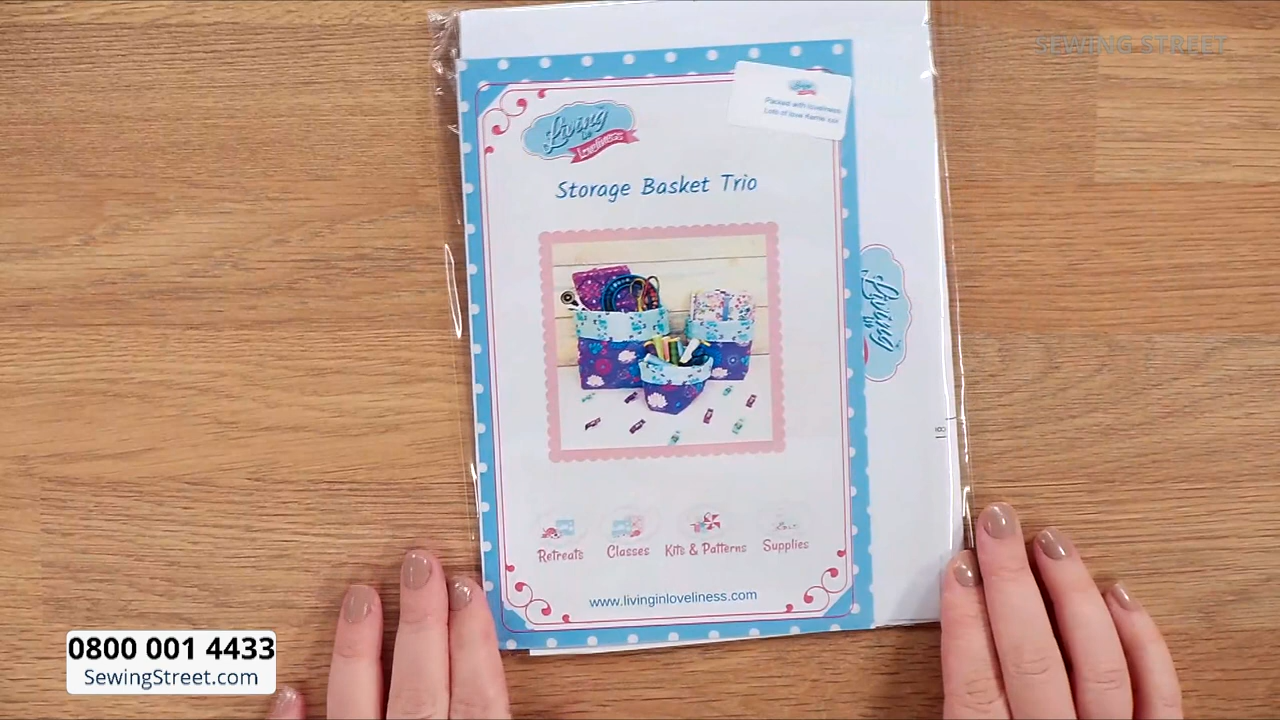 SEWING STREET
Packed with loveliness
Lots of love Kerrie xxx
Living
in
Loveliness
Storage Basket Trio
Living
in
Retreats
Classes
Kits & Patterns
Supplies
www.livinginloveliness.com
0800 001 4433
SewingStreet.com